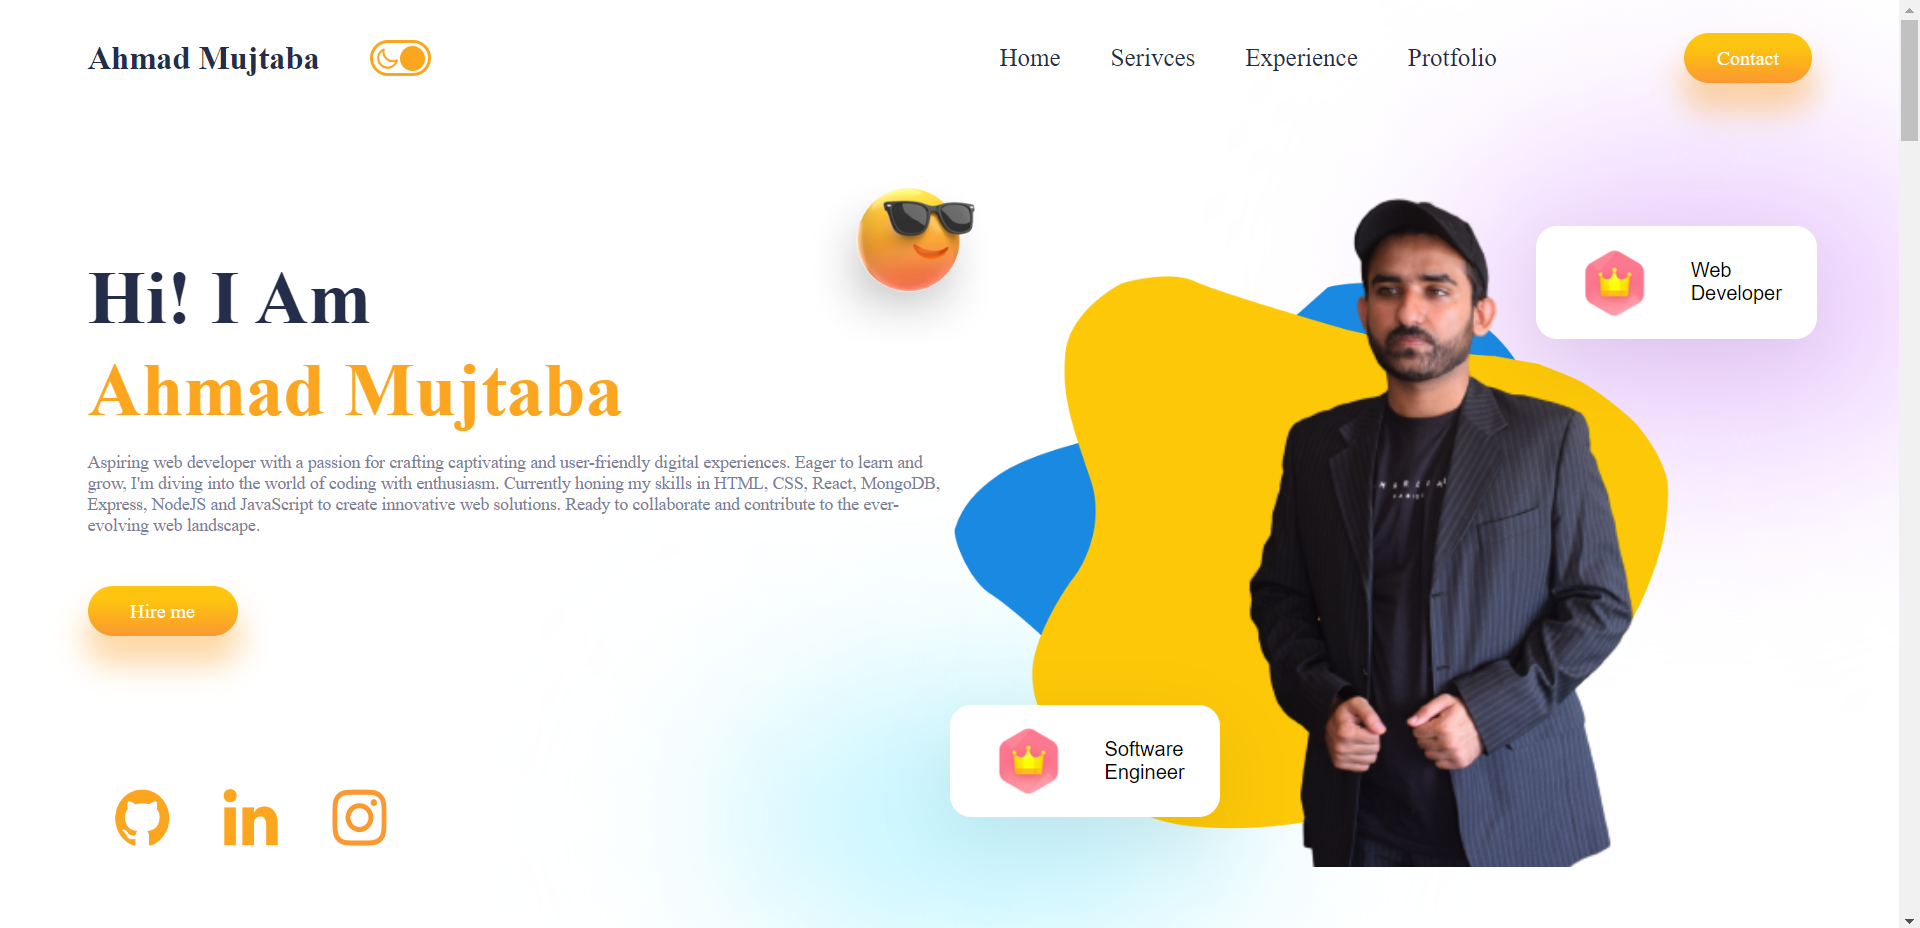 Ahmad Mujtaba
Home
Serivces
Experience
Protfolio
Contact
Hi! I Am
Ahmad Mujtaba
Aspiring web developer with a passion for crafting captivating and user-friendly digital experiences. Eager to learn and
grow, I'm diving into the world of coding with enthusiasm. Currently honing my skills in HTML, CSS, React, MongoDB,
Express, NodeJS and JavaScript to create innovative web solutions. Ready to collaborate and contribute to the ever-
evolving web landscape.
Hire me
Web
Developer
Software
Engineer
in